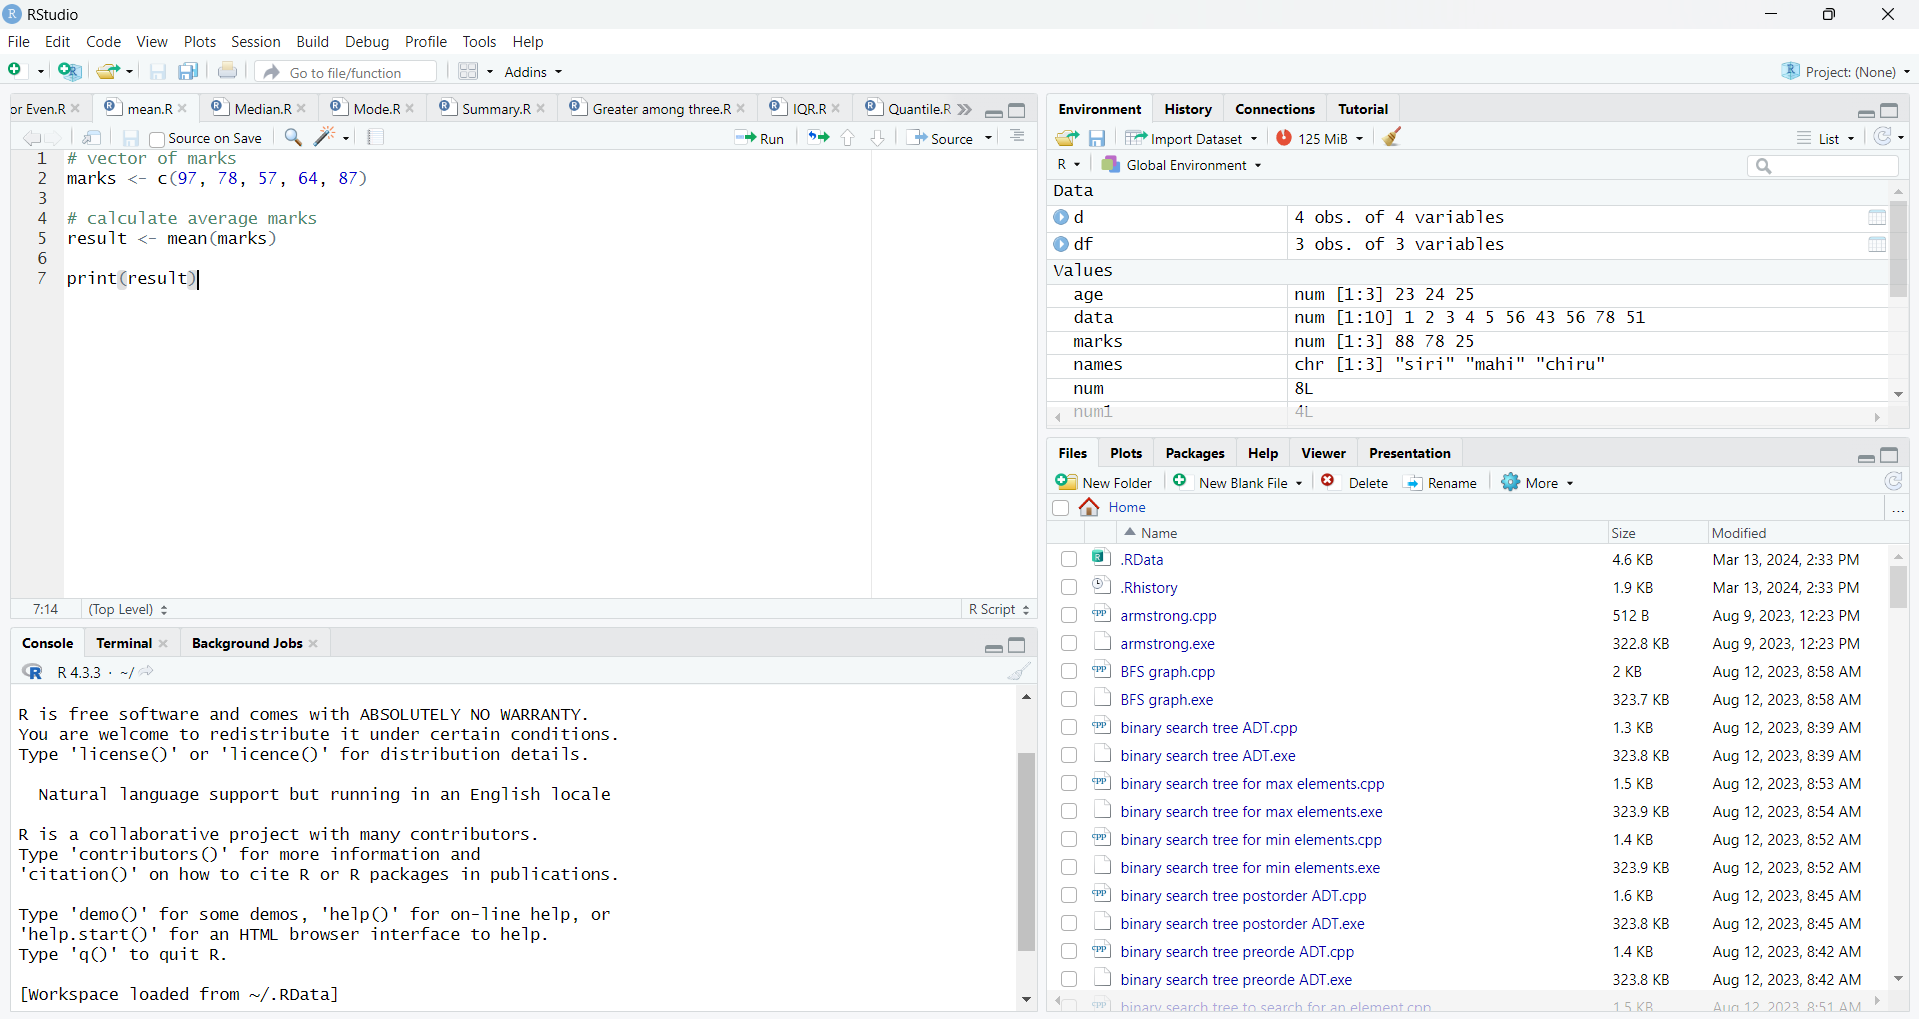 RStudio
File Edit Code View Plots Session Build Debug Profile Tools Help
Go to file/function Addins Project: (None)
or Even.R mean.R Median.R Mode.R Summary.R Greater among three.R IQR.R Quantile.R
Source on Save Run Source
1 # vector of marks
2 marks <- c(97, 78, 57, 64, 87)
3
4 # calculate average marks
5 result <- mean(marks)
6
7 print(result)
7:14 (Top Level) R Script
Console Terminal Background Jobs
R 4.3.3 · ~/
R is free software and comes with ABSOLUTELY NO WARRANTY.
You are welcome to redistribute it under certain conditions.
Type 'license()' or 'licence()' for distribution details.
Natural language support but running in an English locale
R is a collaborative project with many contributors.
Type 'contributors()' for more information and
'citation()' on how to cite R or R packages in publications.
Type 'demo()' for some demos, 'help()' for on-line help, or
'help.start()' for an HTML browser interface to help.
Type 'q()' to quit R.
[Workspace loaded from ~/.RData]
Environment History Connections Tutorial
Import Dataset 125 MiB List
R Global Environment
Data
d 4 obs. of 4 variables
df 3 obs. of 3 variables
Values
age num [1:3] 23 24 25
data num [1:10] 1 2 3 4 5 56 43 56 78 51
marks num [1:3] 88 78 25
names chr [1:3] "siri" "mahi" "chiru"
num 8L
num1 4L
Files Plots Packages Help Viewer Presentation
New Folder New Blank File Delete Rename More
Home ...
Name Size Modified
.RData 4.6 KB Mar 13, 2024, 2:33 PM
.Rhistory 1.9 KB Mar 13, 2024, 2:33 PM
armstrong.cpp 512 B Aug 9, 2023, 12:23 PM
armstrong.exe 322.8 KB Aug 9, 2023, 12:23 PM
BFS graph.cpp 2 KB Aug 12, 2023, 8:58 AM
BFS graph.exe 323.7 KB Aug 12, 2023, 8:58 AM
binary search tree ADT.cpp 1.3 KB Aug 12, 2023, 8:39 AM
binary search tree ADT.exe 323.8 KB Aug 12, 2023, 8:39 AM
binary search tree for max elements.cpp 1.5 KB Aug 12, 2023, 8:53 AM
binary search tree for max elements.exe 323.9 KB Aug 12, 2023, 8:54 AM
binary search tree for min elements.cpp 1.4 KB Aug 12, 2023, 8:52 AM
binary search tree for min elements.exe 323.9 KB Aug 12, 2023, 8:52 AM
binary search tree postorder ADT.cpp 1.6 KB Aug 12, 2023, 8:45 AM
binary search tree postorder ADT.exe 323.8 KB Aug 12, 2023, 8:45 AM
binary search tree preorde ADT.cpp 1.4 KB Aug 12, 2023, 8:42 AM
binary search tree preorde ADT.exe 323.8 KB Aug 12, 2023, 8:42 AM
binary search tree to search for an element.cpp 1.5 KB Aug 12, 2023, 8:51 AM